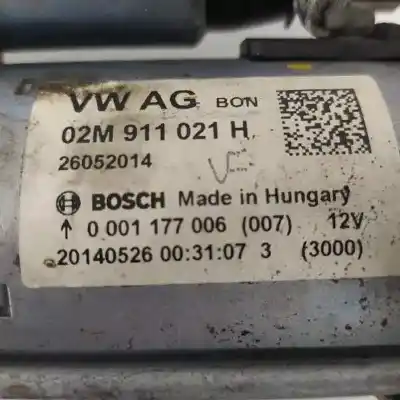 VW AG BON
02M 911 021 H
26052014
BOSCH Made in Hungary
0 001 177 006 (007) 12V
20140526 00:31:07 3 (3000)